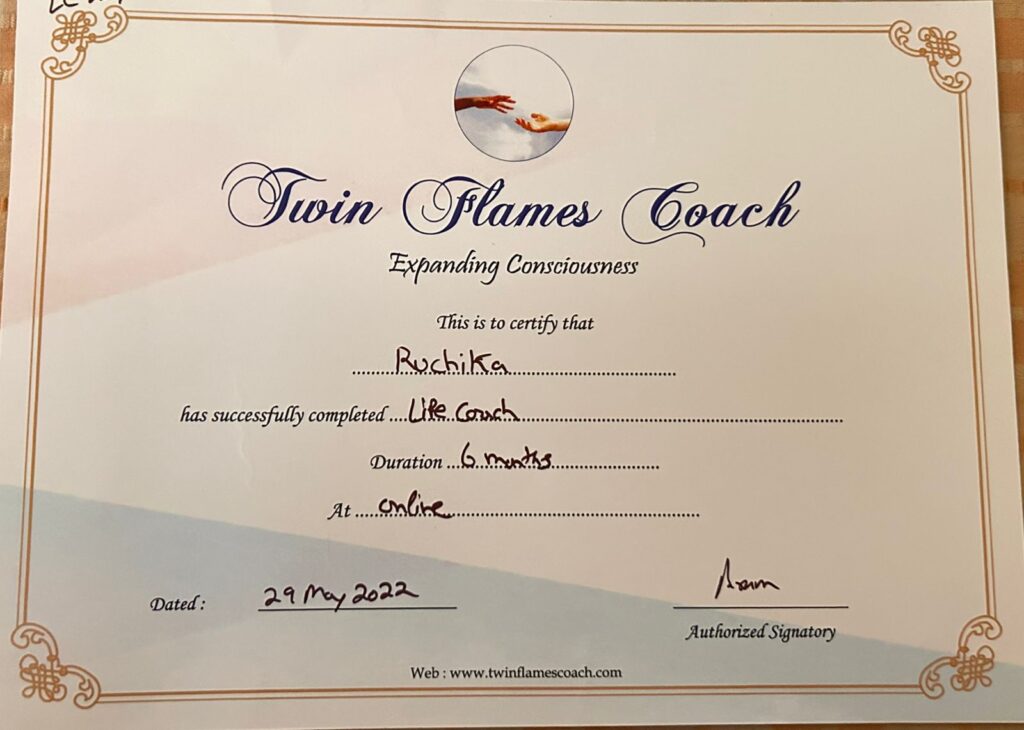 Twin Flames Coach
Expanding Consciousness
This is to certify that
Ruchika
has successfully completed ....Life Coach
Duration ...6 months
At .....online
Dated : 29 May 2022
Authorized Signatory
Web : www.twinflamescoach.com